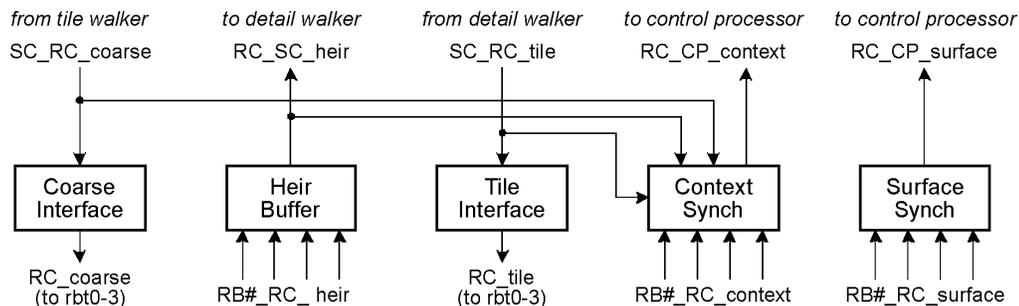 from tile walker to detail walker from detail walker to control processor to control processor
SC_RC_coarse RC_SC_heir SC_RC_tile RC_CP_context RC_CP_surface
Coarse Interface
Heir Buffer
Tile Interface
Context Synch
Surface Synch
RC_coarse
(to rbt0-3)
RB#_RC_ heir
RC_tile
(to rbt0-3)
RB#_RC_context
RB#_RC_surface